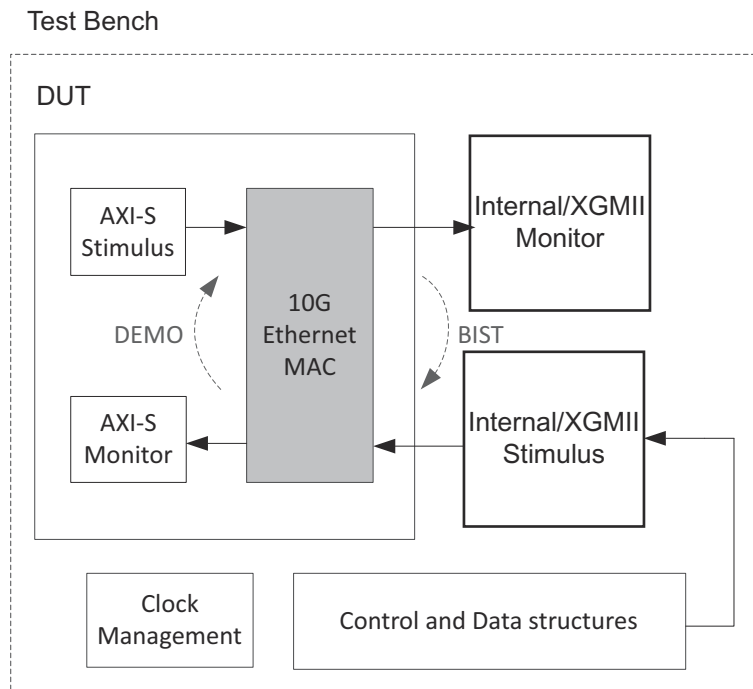 Test Bench
DUT
AXI-S
Stimulus
Internal/XGMII
Monitor
10G
Ethernet
MAC
DEMO
BIST
AXI-S
Monitor
Internal/XGMII
Stimulus
Clock
Management
Control and Data structures